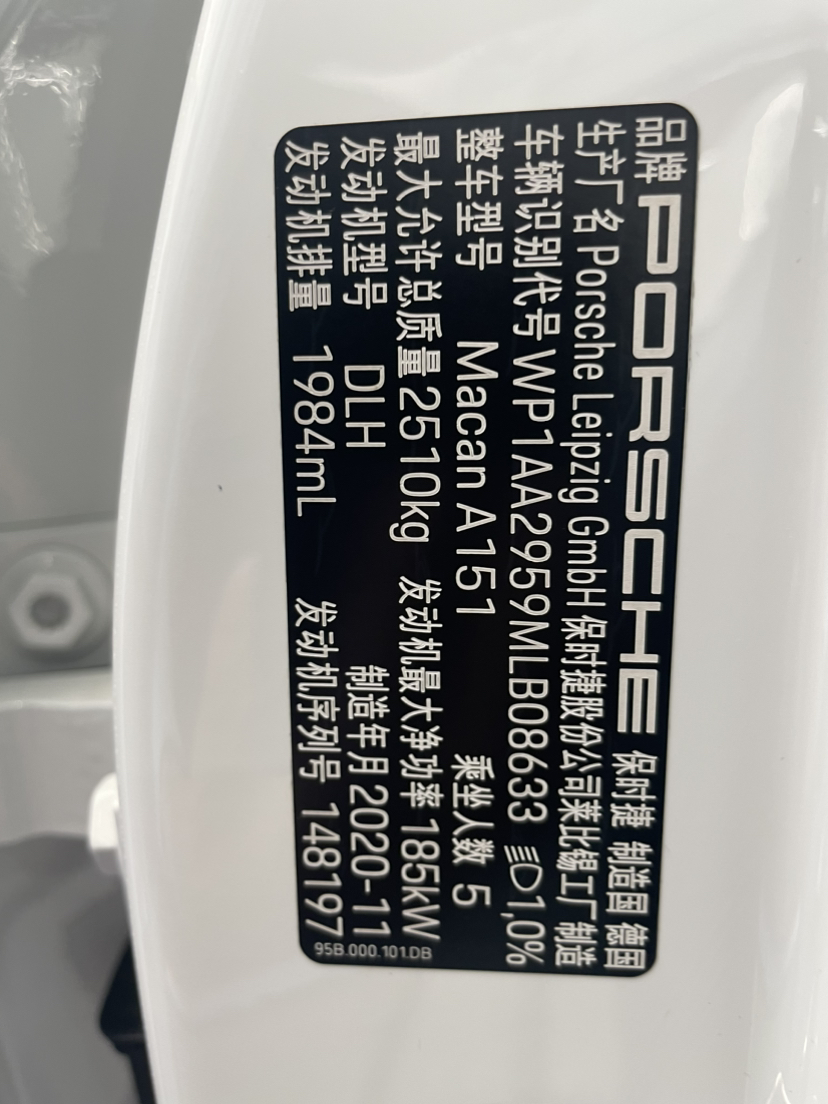 品牌 PORSCHE 保时捷 制造国 德国
生产厂名 Porsche Leipzig GmbH 保时捷股份公司莱比锡工厂 制造
车辆识别代号 WP1AA2959MLB08633 1,0%
整车型号 Macan A151 乘坐人数 5
最大允许总质量 2510kg 发动机最大净功率 185kW
发动机型号 DLH 制造年月 2020-11
发动机排量 1984mL 发动机序列号 148197
95B.000.101.DB